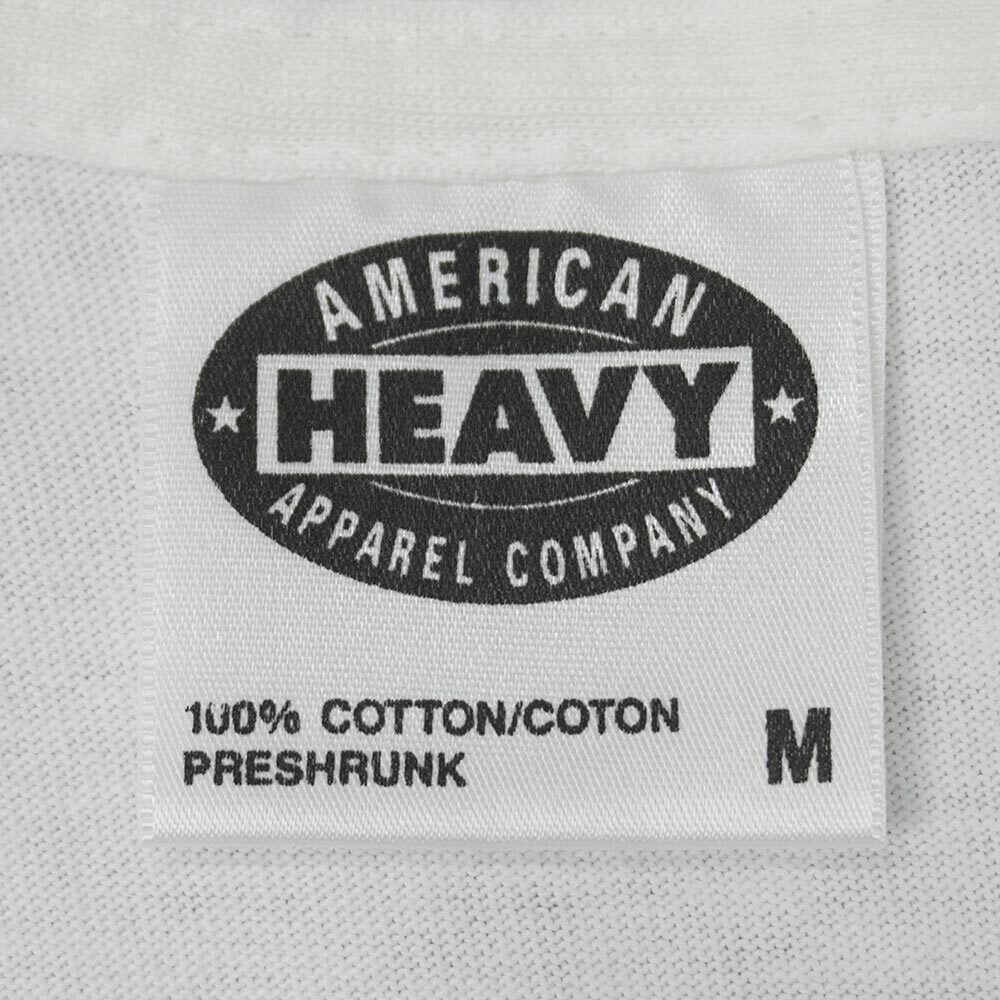 AMERICAN
HEAVY
APPAREL COMPANY
100% COTTON/COTON
PRESHRUNK
M